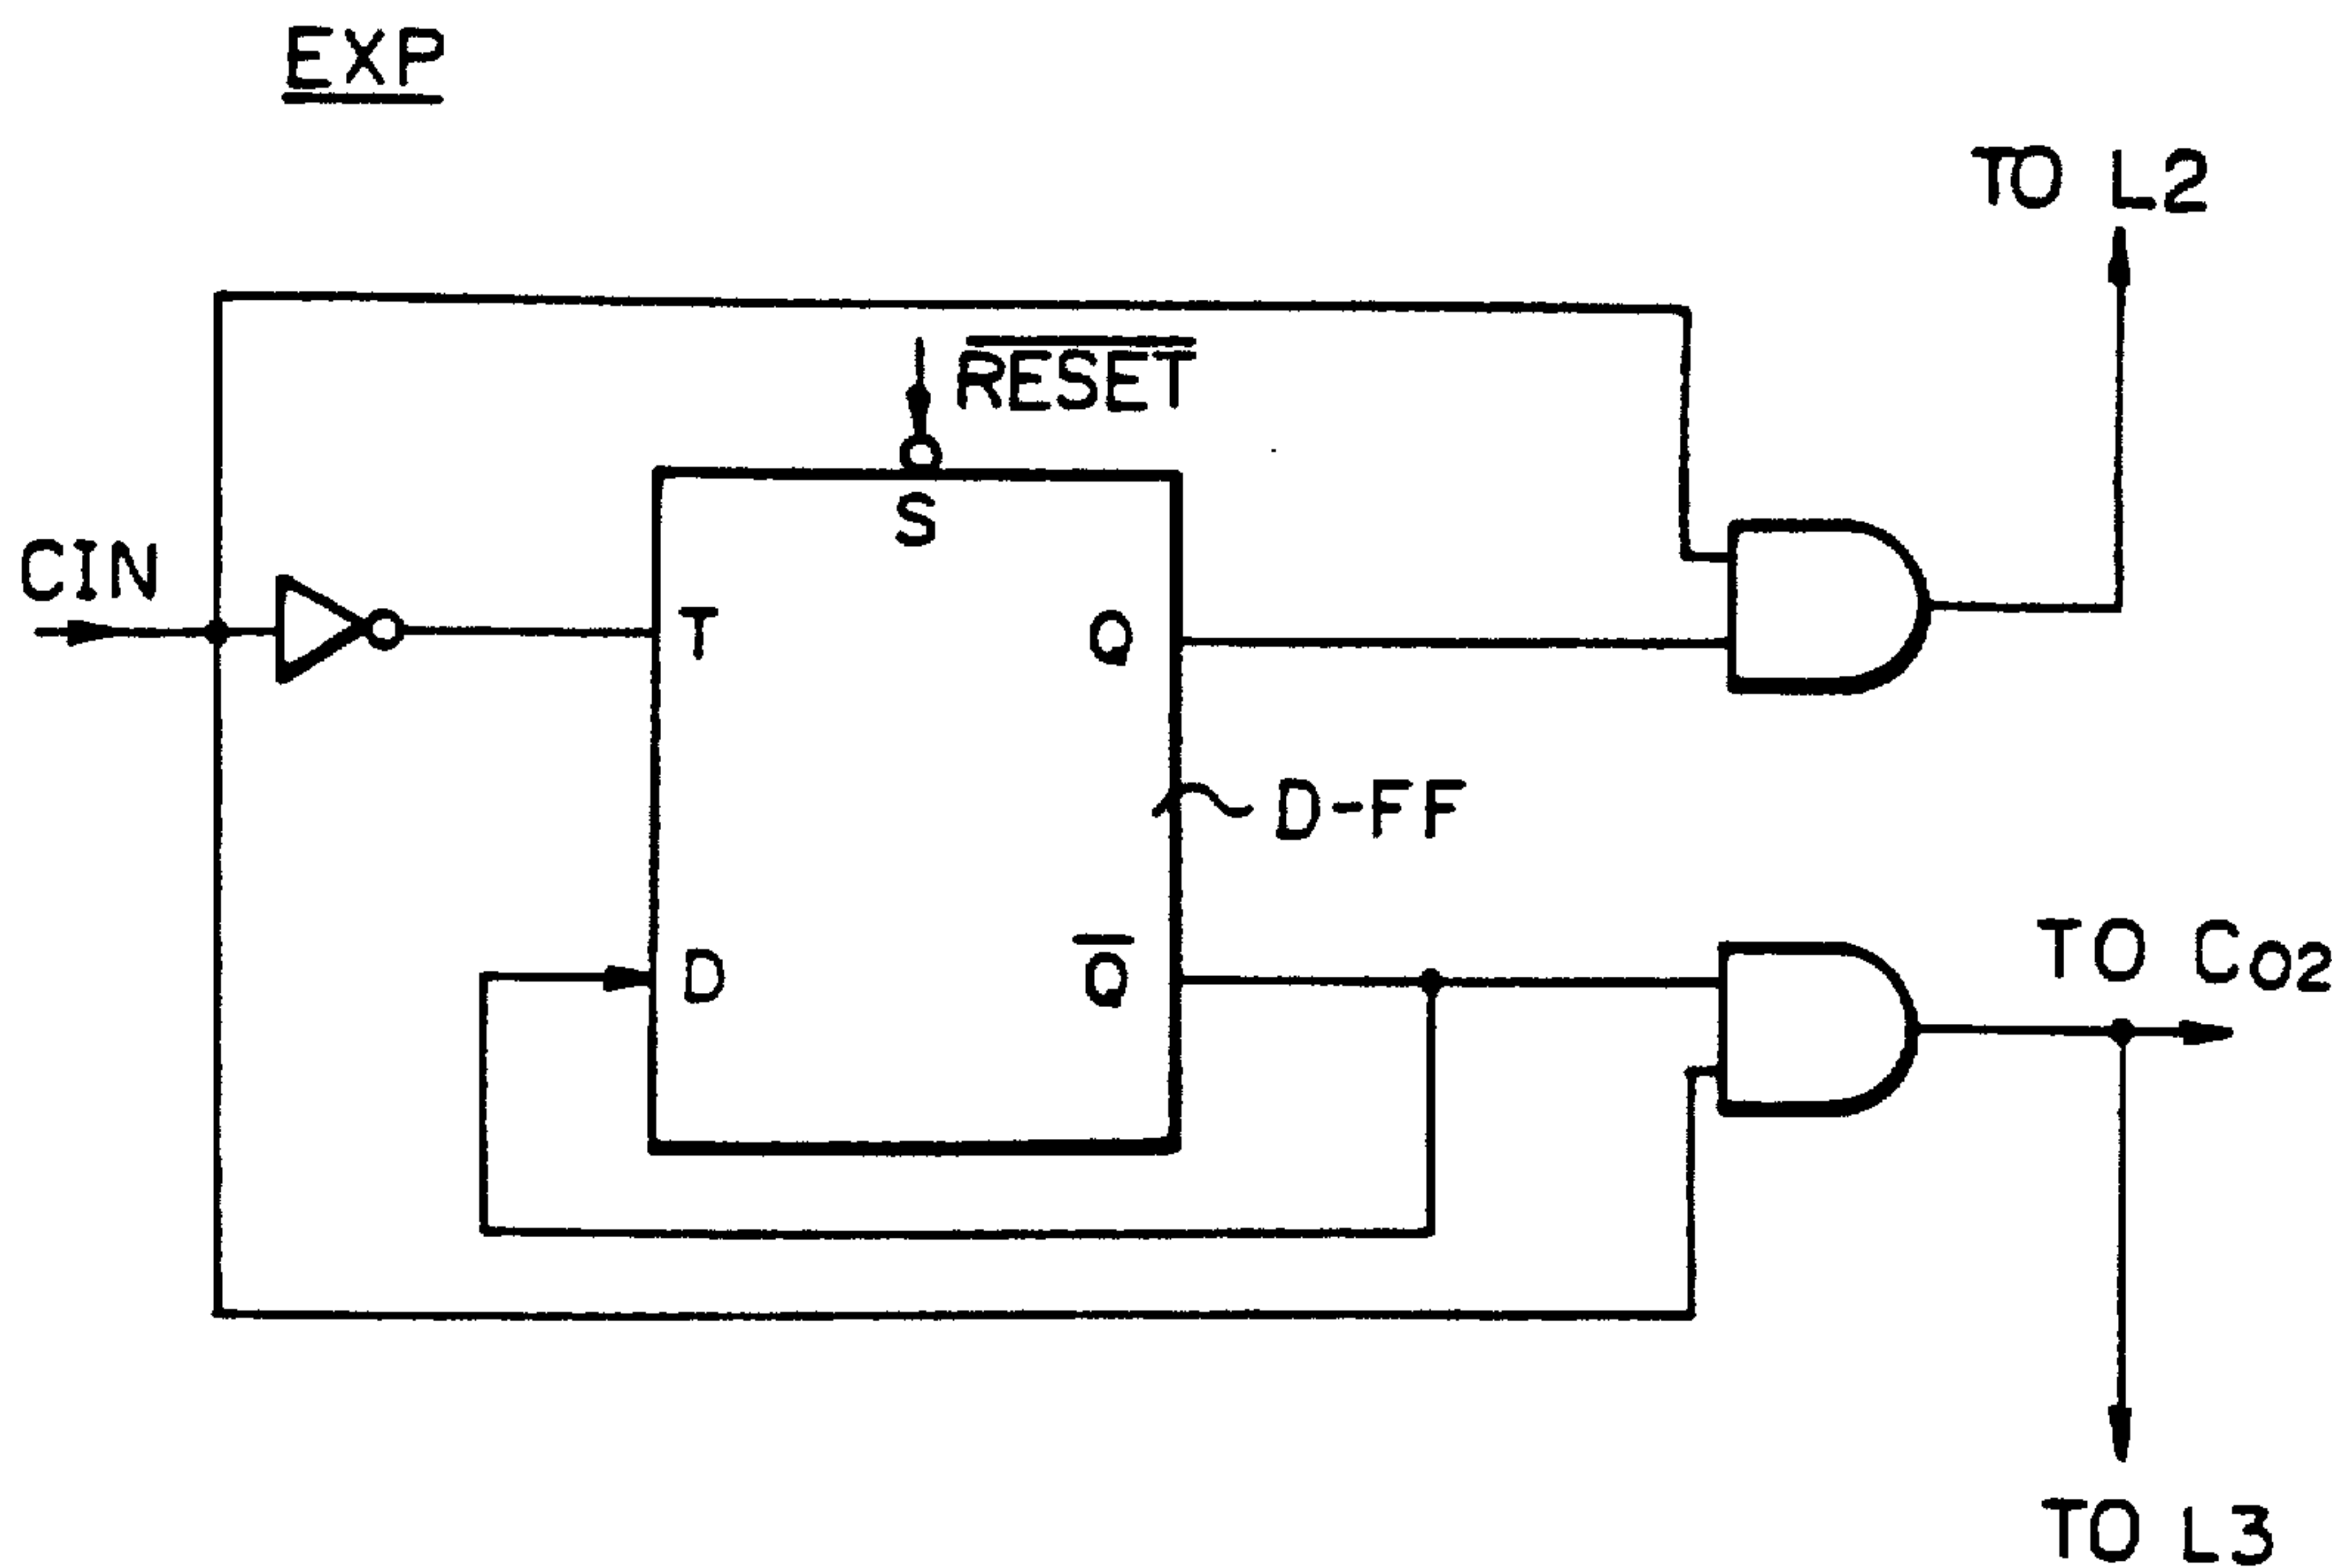 EXP
TO L2
RESET
S
CIN
T
Q
D-FF
D
Q
TO CO2
TO L3